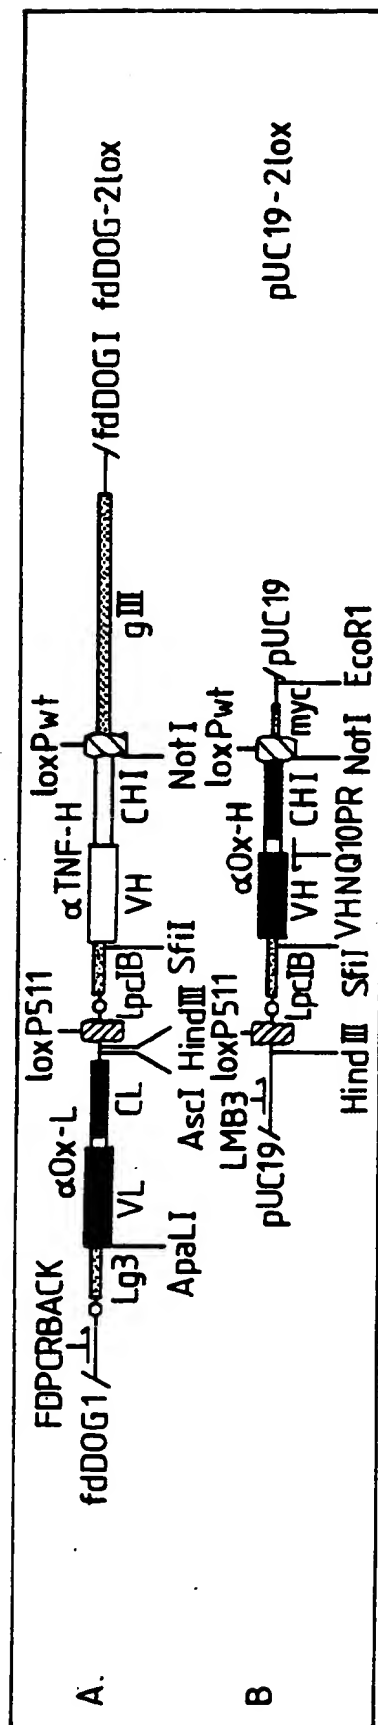 A.
FDPCRBACK
fdDOG1
Lg3
ApaLI
αOx-L
VL
CL
AscI
HindIII
loxP511
LpclB
SfiI
αTNF-H
VH
CHI
loxPwt
NotI
gIII
fdDOGI fdDOG-2lox
B
LMB3
pUC19
HindIII
loxP511
LpclB
SfiI
αOx-H
VH
VHNQ10PR
CHI
loxPwt
NotI
myc
pUC19
EcoR1
pUC19-2lox